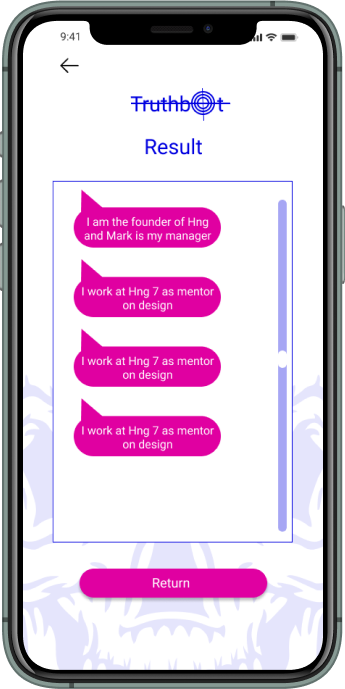 9:41
Truthbot
Result
I am the founder of Hng
and Mark is my manager
I work at Hng 7 as mentor
on design
I work at Hng 7 as mentor
on design
I work at Hng 7 as mentor
on design
Return